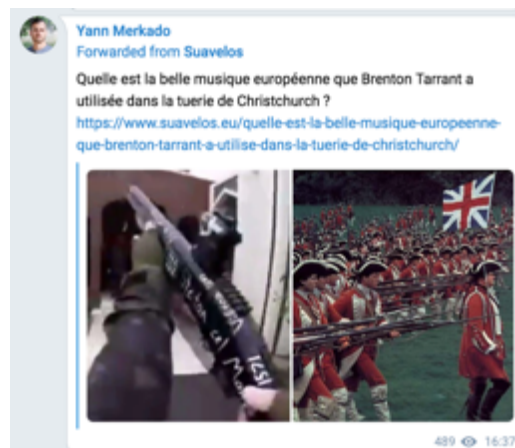 Yann Merkado
Forwarded from Suavelos
Quelle est la belle musique européenne que Brenton Tarrant a
utilisée dans la tuerie de Christchurch ?
https://www.suavelos.eu/quelle-est-la-belle-musique-europeenne-
que-brenton-tarrant-a-utilise-dans-la-tuerie-de-christchurch/
1571
489 16:37